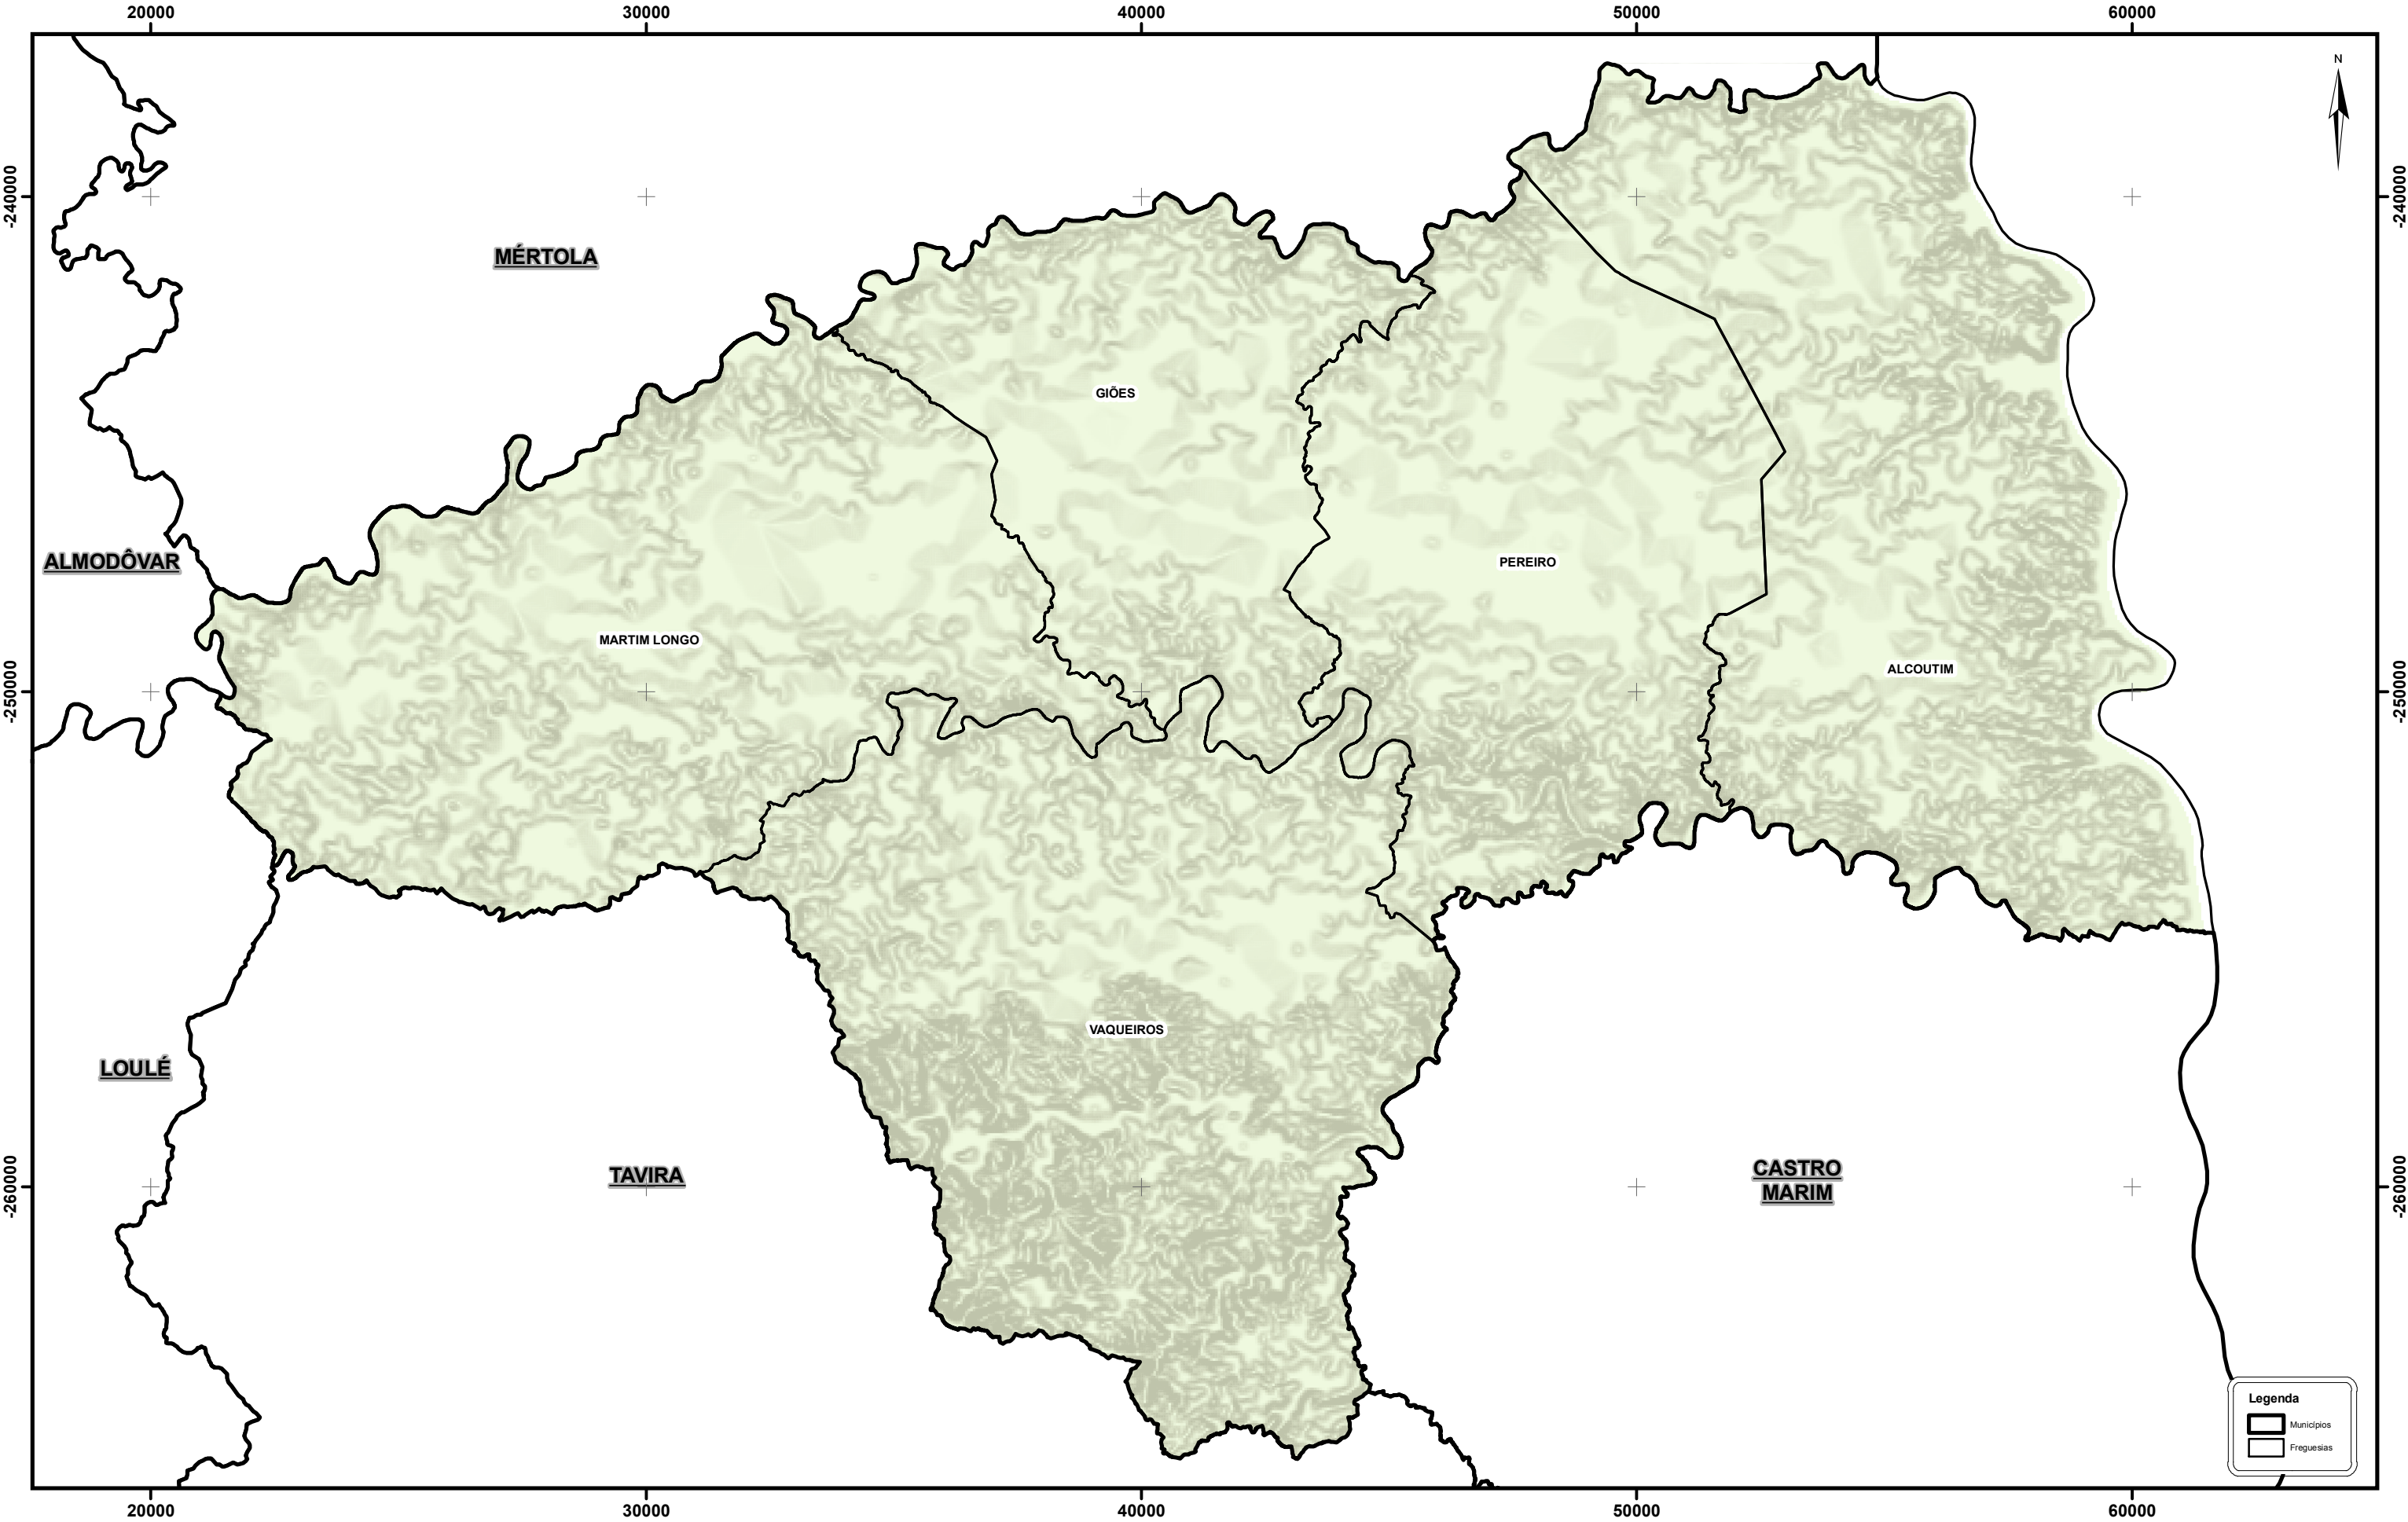 20000 30000 40000 50000 60000
N
-240000 -240000
MÉRTOLA
GIÕES
ALMODÔVAR
PEREIRO
MARTIM LONGO
ALCOUTIM
-250000 -250000
VAQUEIROS
LOULÉ
TAVIRA
CASTRO
MARIM
-260000 -260000
Legenda
Municípios
Freguesias
20000 30000 40000 50000 60000